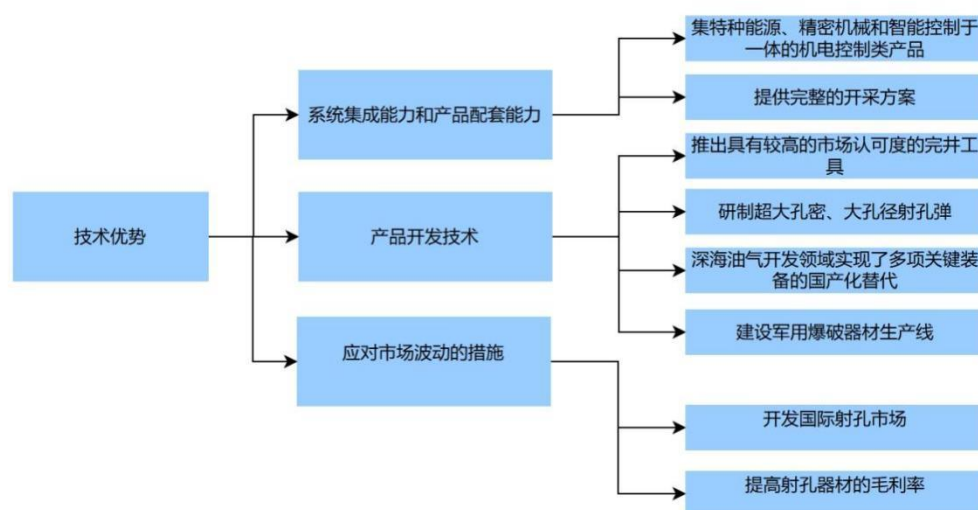 技术优势
系统集成能力和产品配套能力
产品开发技术
应对市场波动的措施
集特种能源、精密机械和智能控制于
一体的机电控制类产品
提供完整的开采方案
推出具有较高的市场认可度的完井工
具
研制超大孔密、大孔径射孔弹
深海油气开发领域实现了多项关键装
备的国产化替代
建设军用爆破器材生产线
开发国际射孔市场
提高射孔器材的毛利率